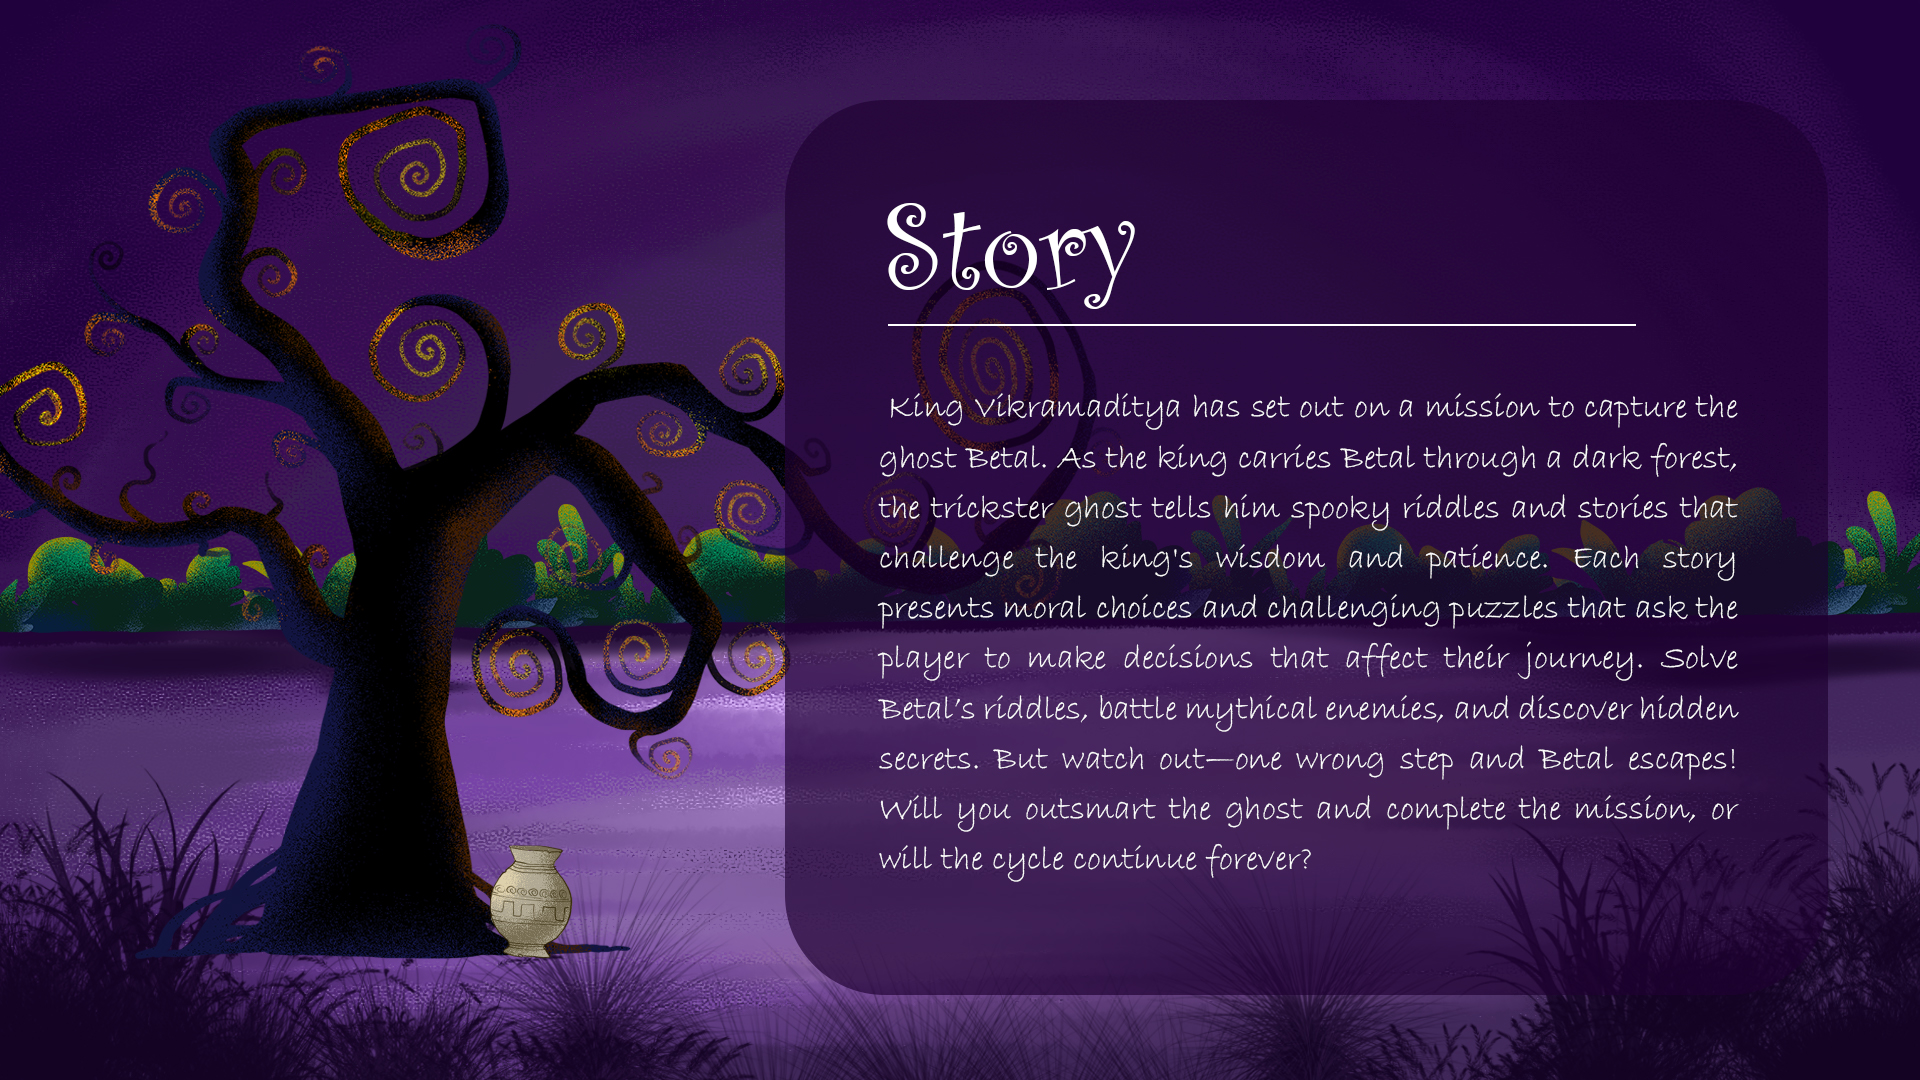 Story
King Vikramaditya has set out on a mission to capture the
ghost Betal. As the king carries Betal through a dark forest,
the trickster ghost tells him spooky riddles and stories that
challenge the king's wisdom and patience. Each story
presents moral choices and challenging puzzles that ask the
player to make decisions that affect their journey. Solve
Betal’s riddles, battle mythical enemies, and discover hidden
secrets. But watch out—one wrong step and Betal escapes!
Will you outsmart the ghost and complete the mission, or
will the cycle continue forever?